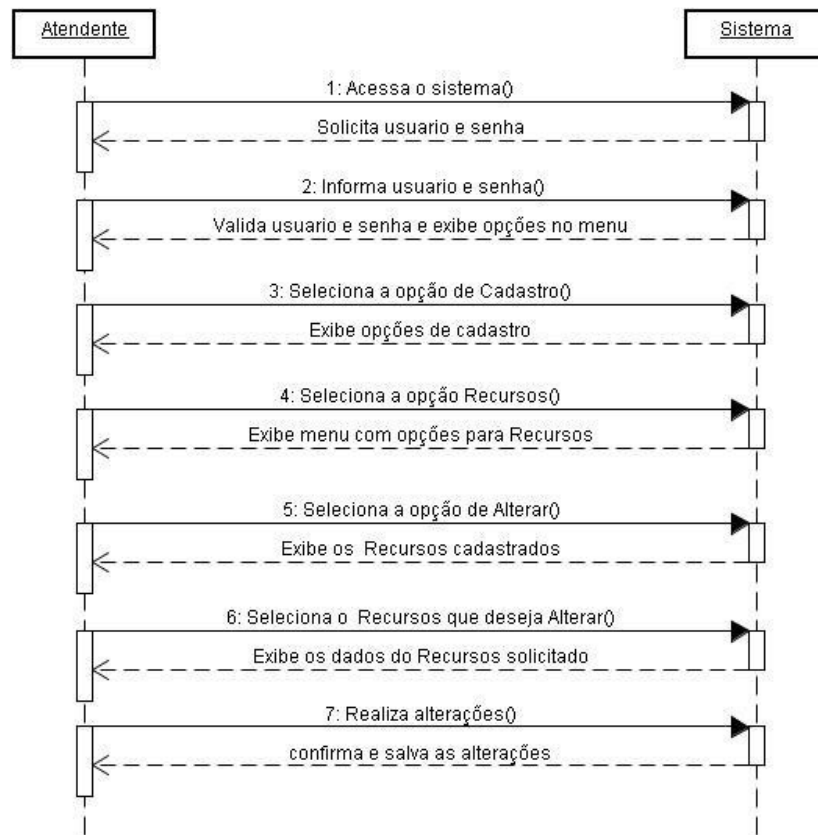 Atendente
Sistema
1: Acessa o sistema()
Solicita usuario e senha
2: Informa usuario e senha()
Valida usuario e senha e exibe opções no menu
3: Seleciona a opção de Cadastro()
Exibe opções de cadastro
4: Seleciona a opção Recursos()
Exibe menu com opções para Recursos
5: Seleciona a opção de Alterar()
Exibe os Recursos cadastrados
6: Seleciona o Recursos que deseja Alterar()
Exibe os dados do Recursos solicitado
7: Realiza alterações()
confirma e salva as alterações